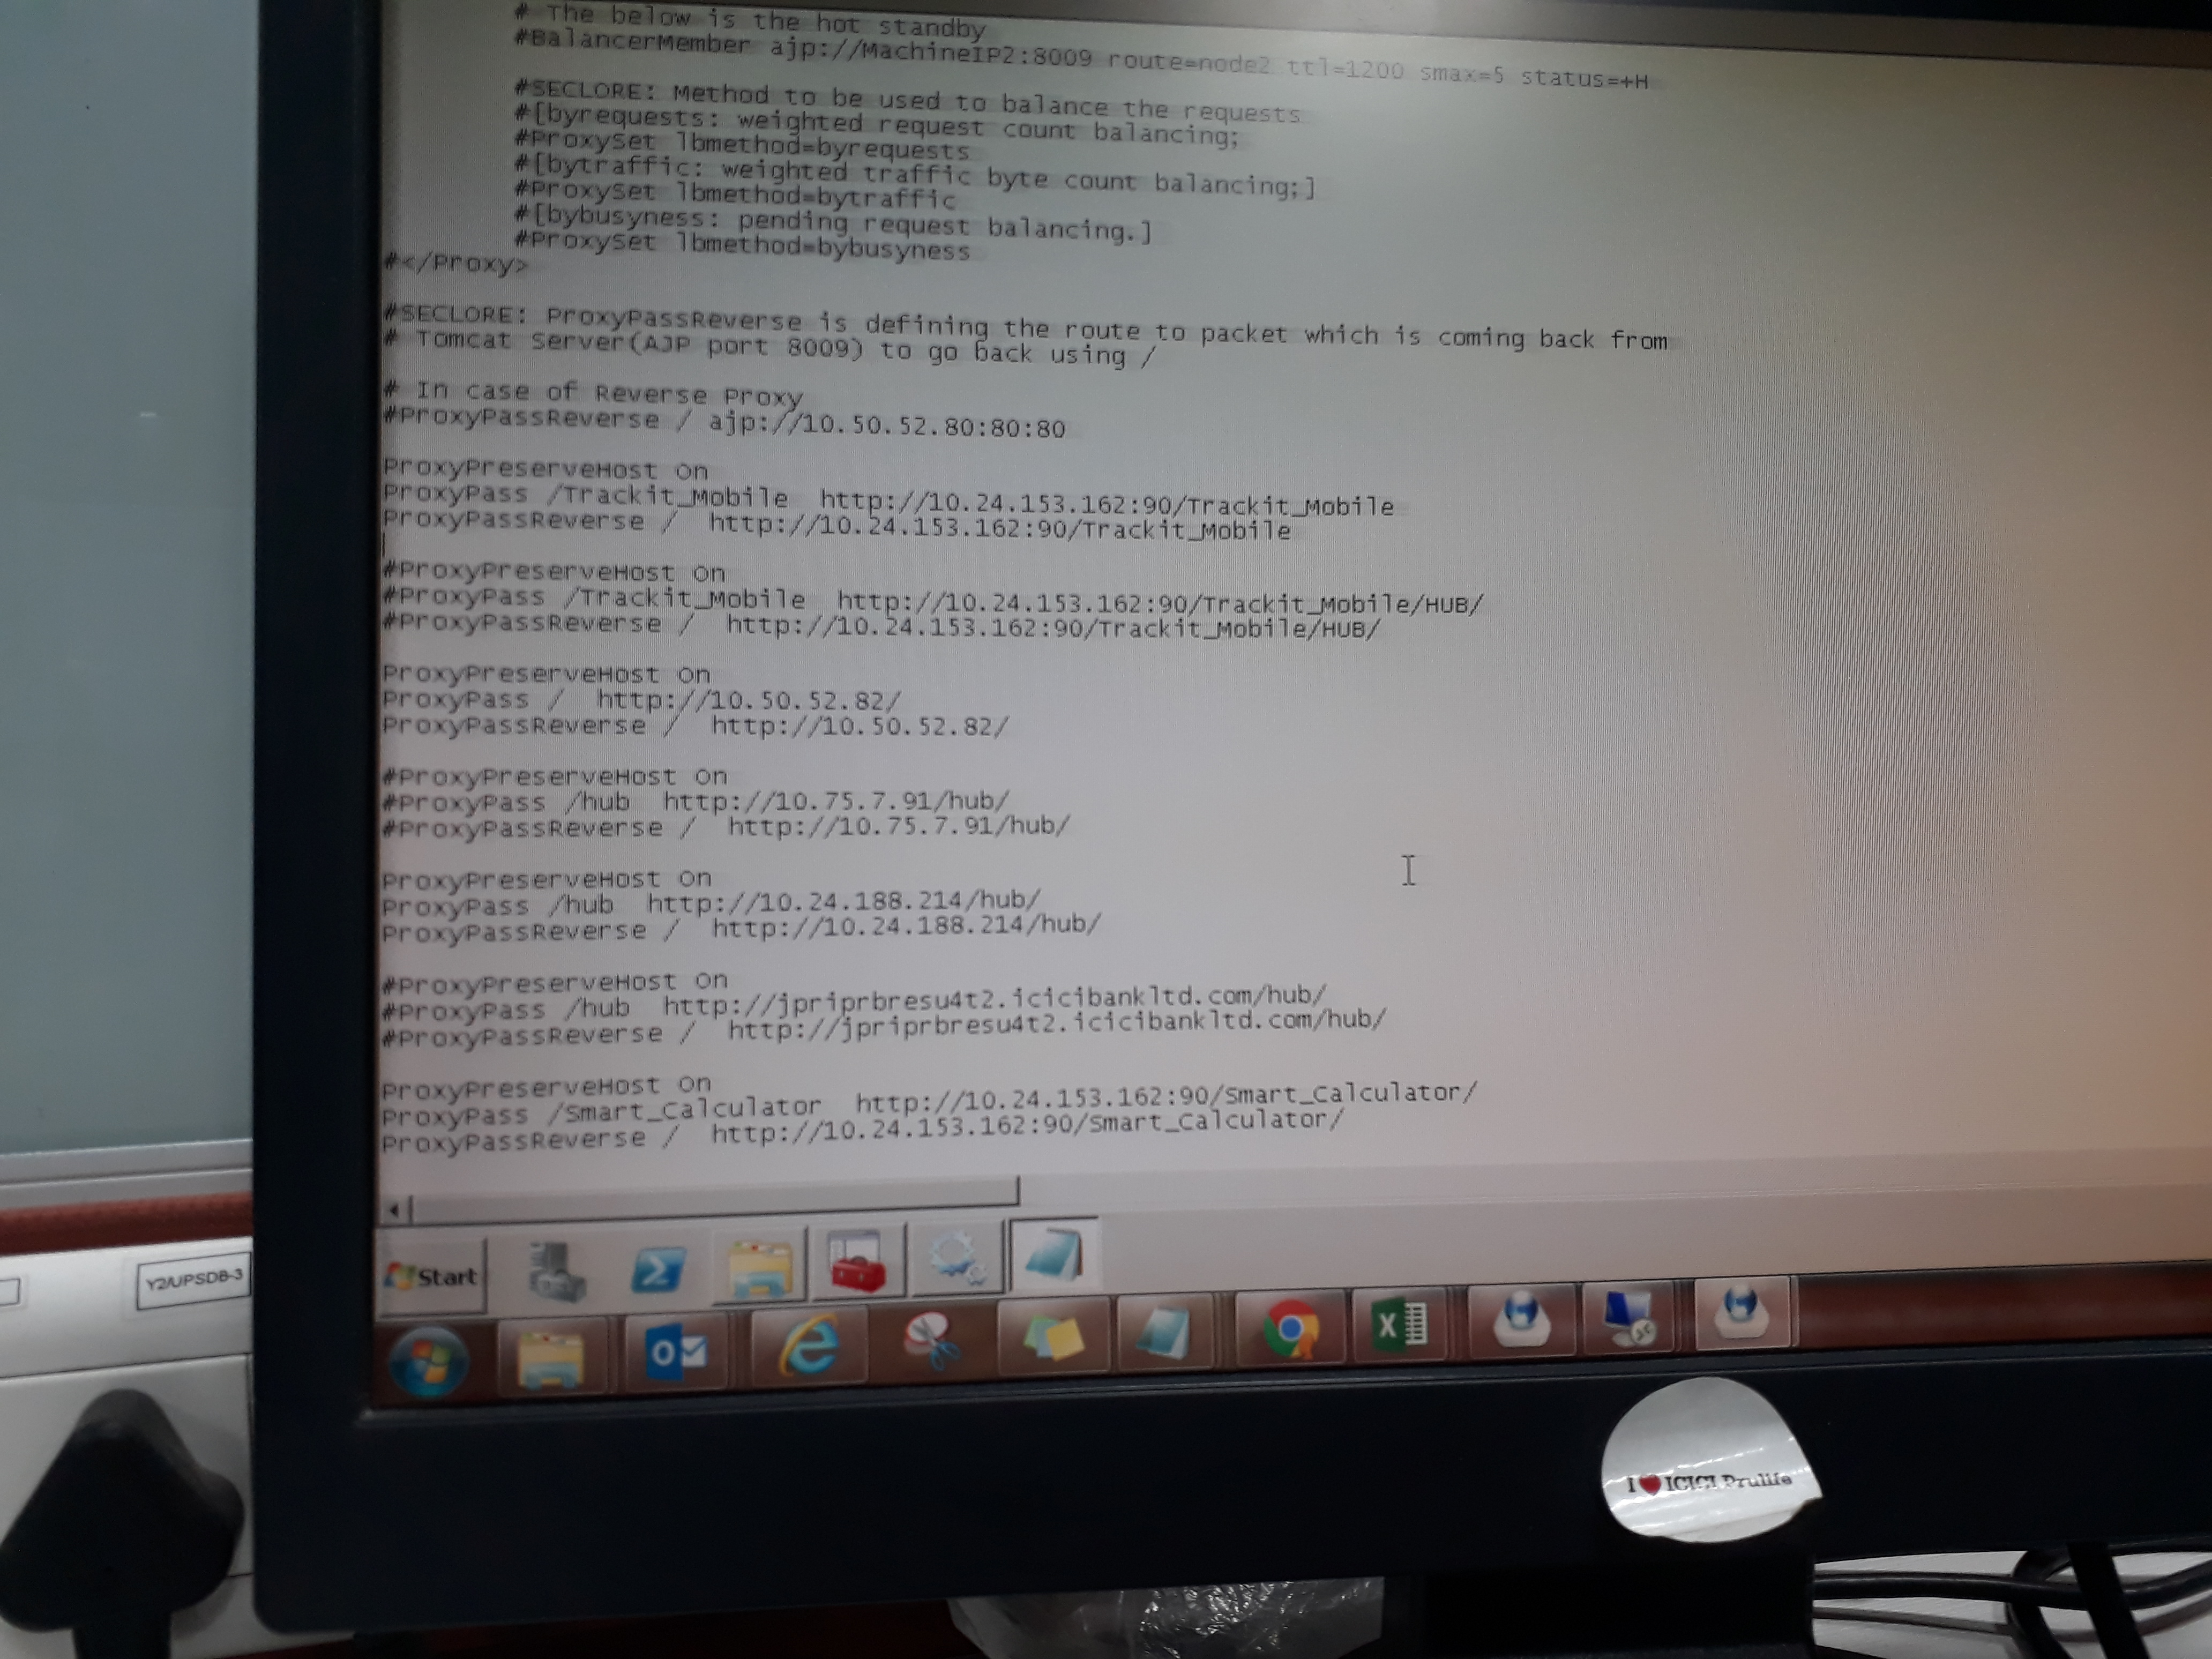 # The below is the hot standby
#BalancerMember ajp://MachineIP2:8009 route=node2 ttl=1200 smax=5 status=+H
#SECLORE: Method to be used to balance the requests
#[byrequests: weighted request count balancing;
#ProxySet lbmethod=byrequests
#[bytraffic: weighted traffic byte count balancing;]
#ProxySet lbmethod=bytraffic
#[bybusyness: pending request balancing.]
#ProxySet lbmethod=bybusyness
#</Proxy>
#SECLORE: ProxyPassReverse is defining the route to packet which is coming back from
# Tomcat Server(AJP port 8009) to go back using /
# In case of Reverse Proxy
#ProxyPassReverse / ajp://10.50.52.80:80:80
ProxyPreserveHost On
ProxyPass /Trackit_Mobile  http://10.24.153.162:90/Trackit_Mobile
ProxyPassReverse /  http://10.24.153.162:90/Trackit_Mobile
#ProxyPreserveHost On
#ProxyPass /Trackit_Mobile  http://10.24.153.162:90/Trackit_Mobile/HUB/
#ProxyPassReverse /  http://10.24.153.162:90/Trackit_Mobile/HUB/
ProxyPreserveHost On
ProxyPass /  http://10.50.52.82/
ProxyPassReverse /  http://10.50.52.82/
#ProxyPreserveHost On
#ProxyPass /hub  http://10.75.7.91/hub/
#ProxyPassReverse /  http://10.75.7.91/hub/
ProxyPreserveHost On
ProxyPass /hub  http://10.24.188.214/hub/
ProxyPassReverse /  http://10.24.188.214/hub/
#ProxyPreserveHost On
#ProxyPass /hub  http://jpriprbresu4t2.icicibankltd.com/hub/
#ProxyPassReverse /  http://jpriprbresu4t2.icicibankltd.com/hub/
ProxyPreserveHost On
ProxyPass /Smart_Calculator  http://10.24.153.162:90/Smart_Calculator/
ProxyPassReverse /  http://10.24.153.162:90/Smart_Calculator/
Start
Y2/UPSDB-3
I ❤ ICICI Prulife